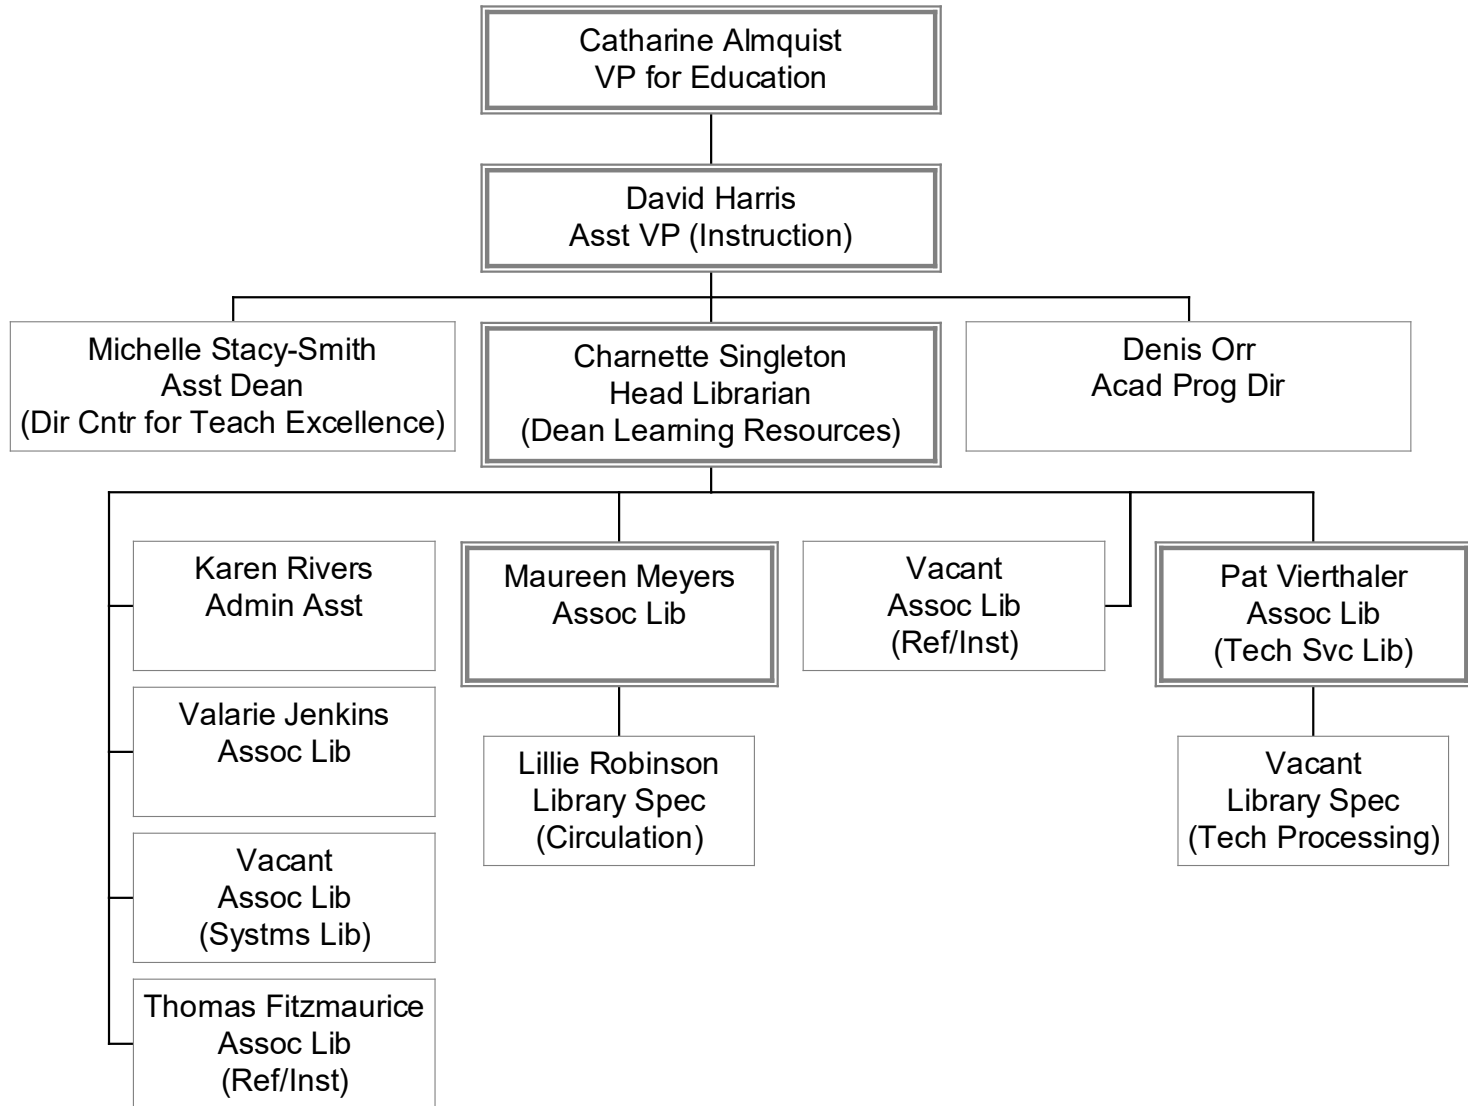 Catharine Almquist
VP for Education
David Harris
Asst VP (Instruction)
Michelle Stacy-Smith
Asst Dean
(Dir Cntr for Teach Excellence)
Charnette Singleton
Head Librarian
(Dean Learning Resources)
Denis Orr
Acad Prog Dir
Karen Rivers
Admin Asst
Maureen Meyers
Assoc Lib
Vacant
Assoc Lib
(Ref/Inst)
Pat Vierthaler
Assoc Lib
(Tech Svc Lib)
Valarie Jenkins
Assoc Lib
Lillie Robinson
Library Spec
(Circulation)
Vacant
Library Spec
(Tech Processing)
Vacant
Assoc Lib
(Systms Lib)
Thomas Fitzmaurice
Assoc Lib
(Ref/Inst)